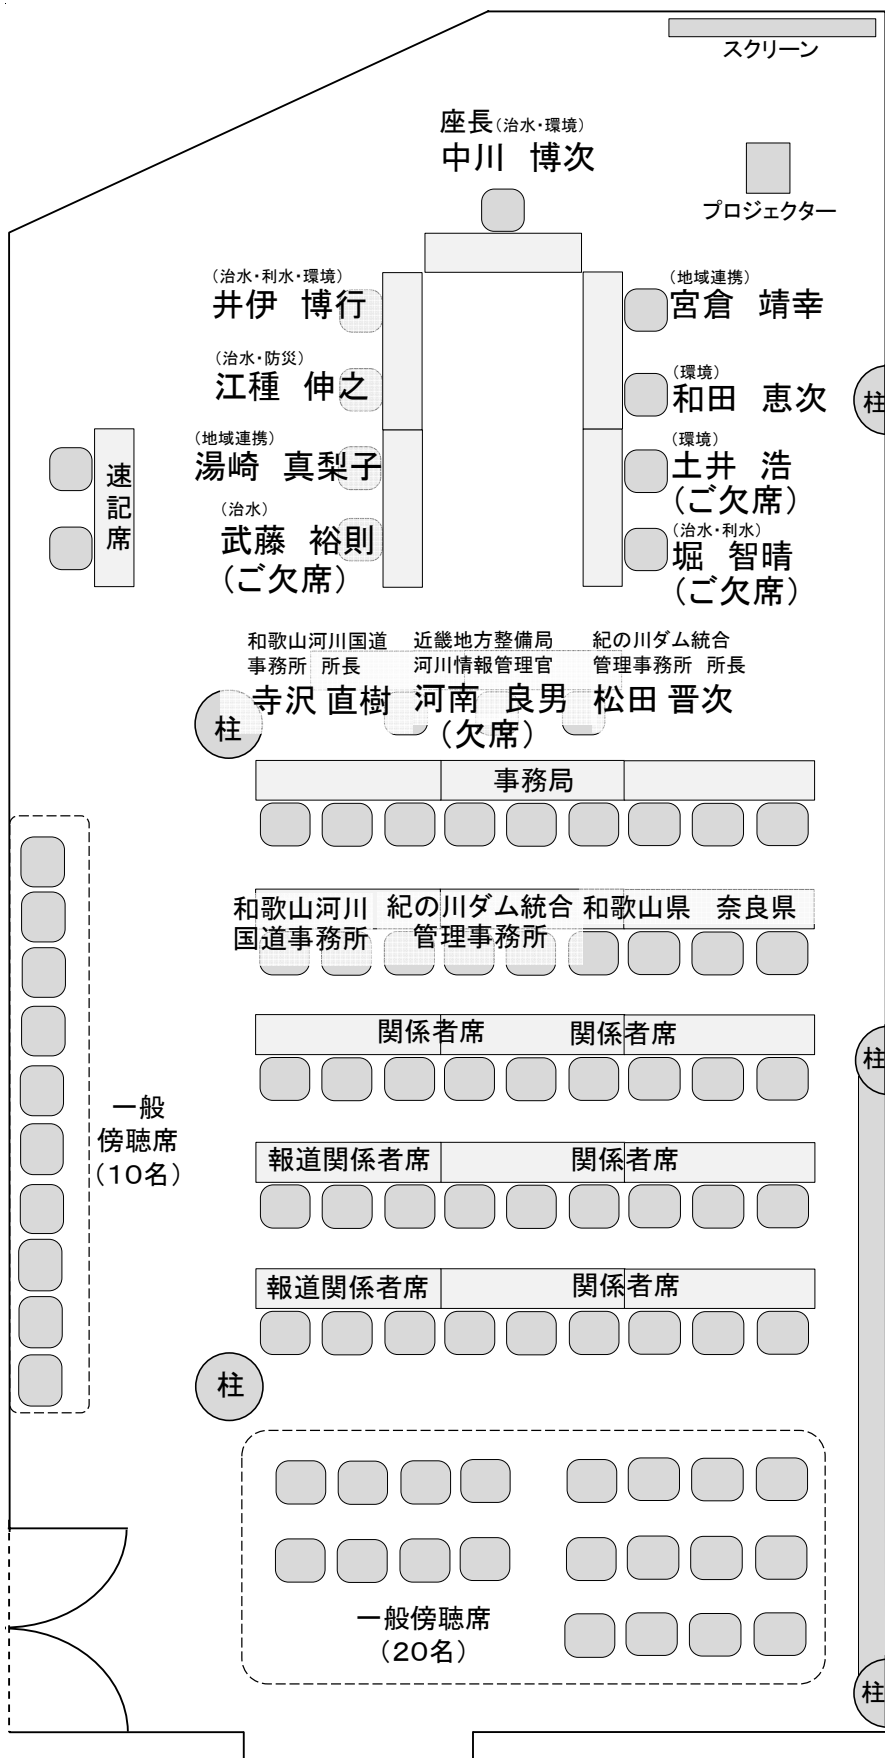 スクリーン
座長(治水・環境)
中川 博次
プロジェクター
(治水・利水・環境)
井伊 博行
(地域連携)
宮倉 靖幸
(治水・防災)
江種 伸之
(環境)
和田 恵次
柱
(地域連携)
湯崎 真梨子
(環境)
土井 浩
(ご欠席)
速記席
(治水)
武藤 裕則
(ご欠席)
(治水・利水)
堀 智晴
(ご欠席)
和歌山河川国道
事務所 所長
寺沢 直樹
近畿地方整備局
河川情報管理官
河南 良男
(欠席)
紀の川ダム統合
管理事務所 所長
松田 晋次
柱
事務局
和歌山河川
国道事務所
紀の川ダム統合
管理事務所
和歌山県 奈良県
関係者席 関係者席
柱
一般
傍聴席
(10名)
報道関係者席 関係者席
報道関係者席 関係者席
柱
一般傍聴席
(20名)
柱